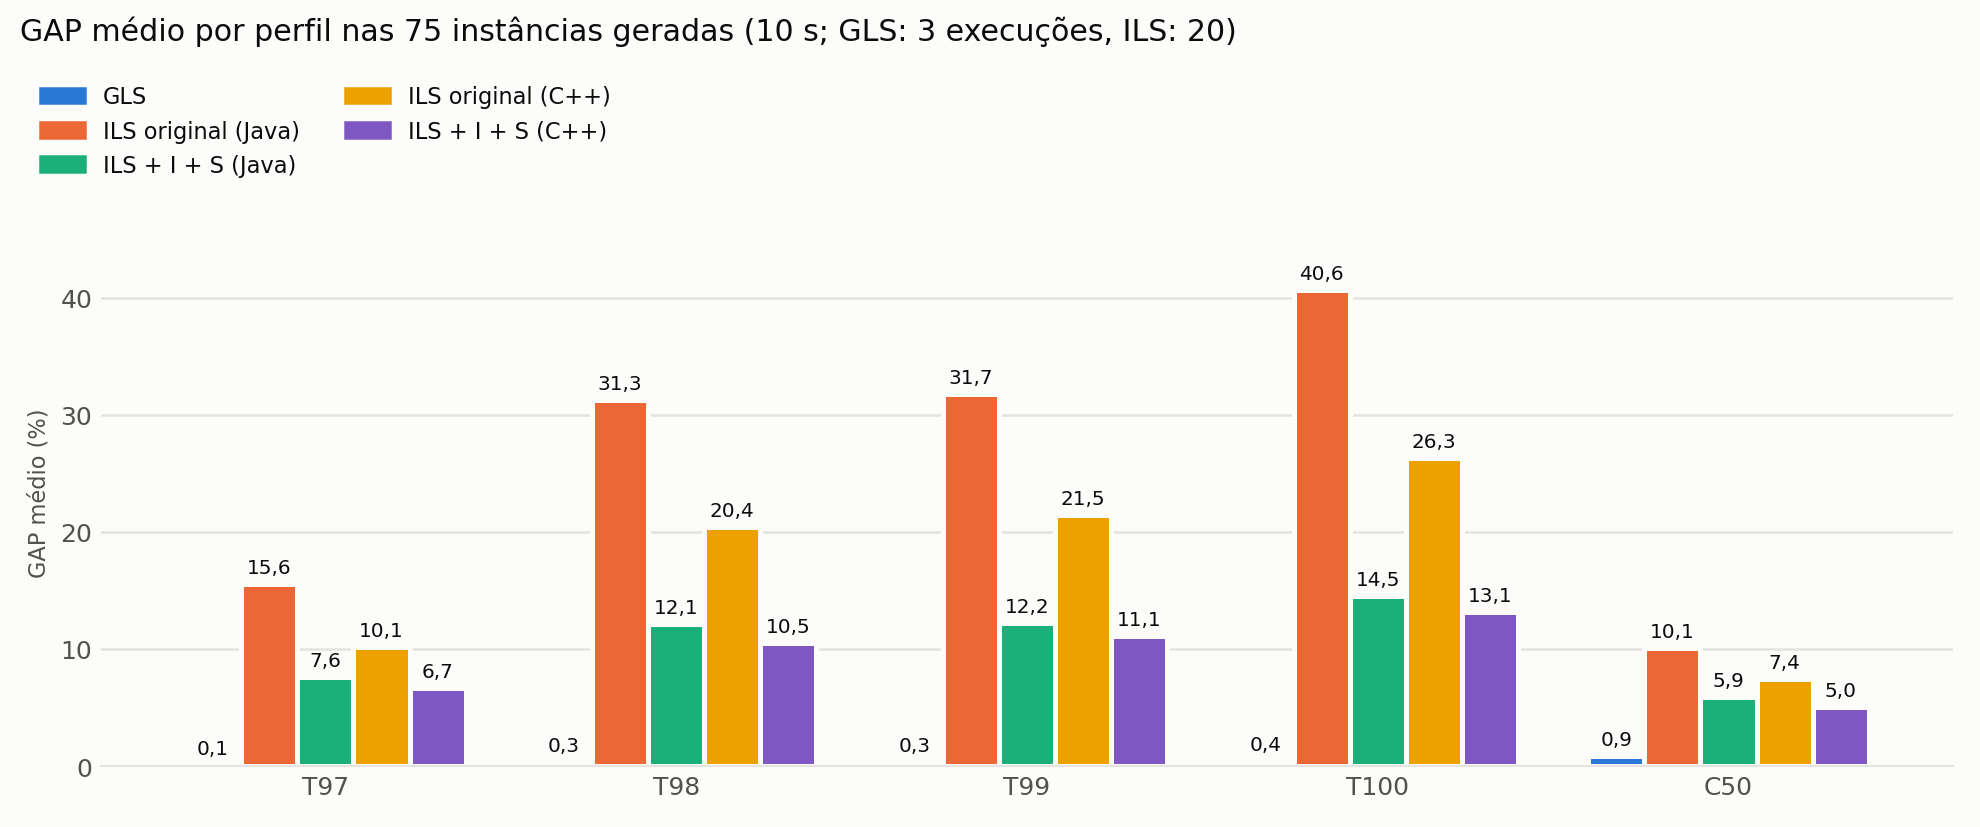 GAP médio por perfil nas 75 instâncias geradas (10 s; GLS: 3 execuções, ILS: 20)
GLS
ILS original (Java)
ILS + I + S (Java)
ILS original (C++)
ILS + I + S (C++)
GAP médio (%)
40
30
20
10
0
0,1
15,6
7,6
10,1
6,7
0,3
31,3
12,1
20,4
10,5
0,3
31,7
12,2
21,5
11,1
0,4
40,6
14,5
26,3
13,1
0,9
10,1
5,9
7,4
5,0
T97
T98
T99
T100
C50